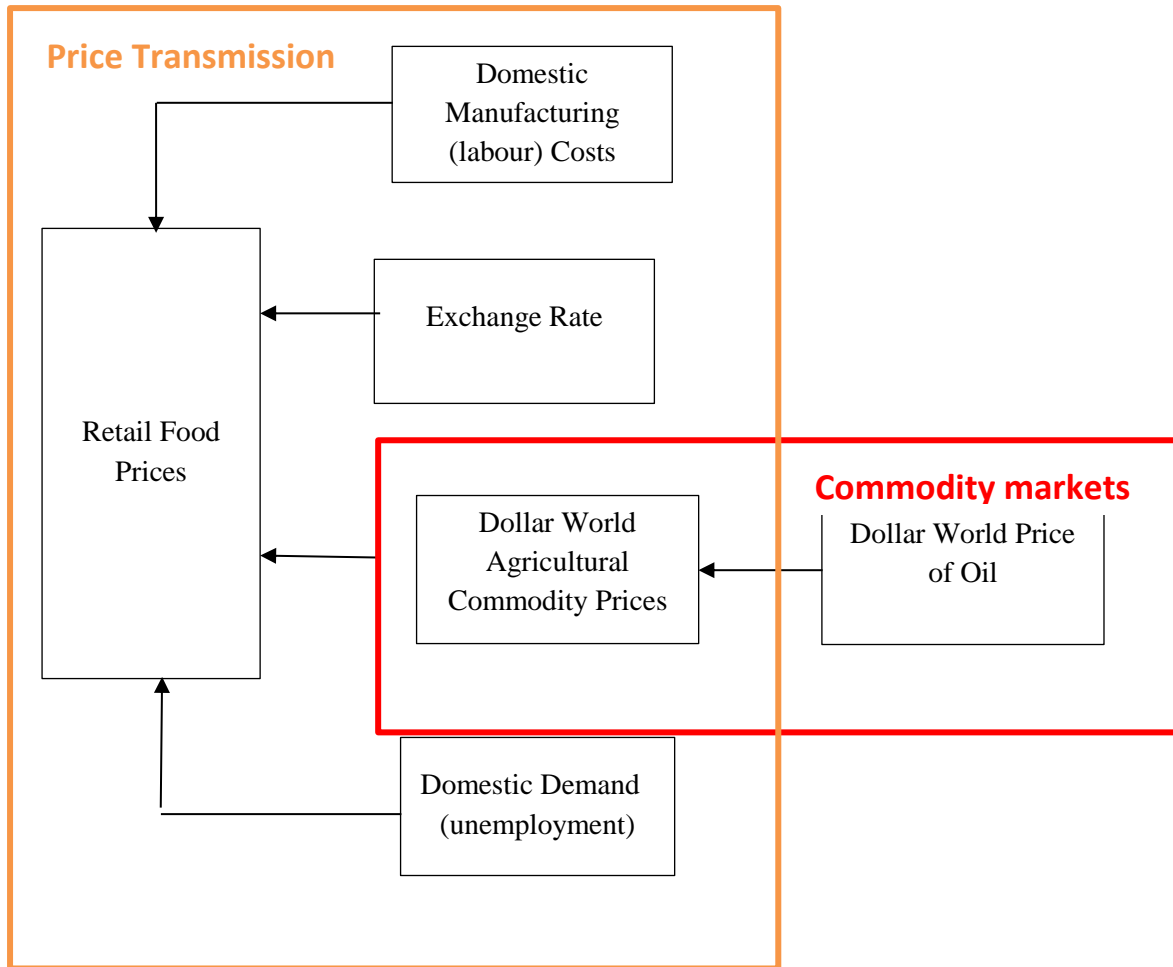 Price Transmission
Domestic
Manufacturing
(labour) Costs
Exchange Rate
Retail Food
Prices
Commodity markets
Dollar World
Agricultural
Commodity Prices
Dollar World Price
of Oil
Domestic Demand
(unemployment)